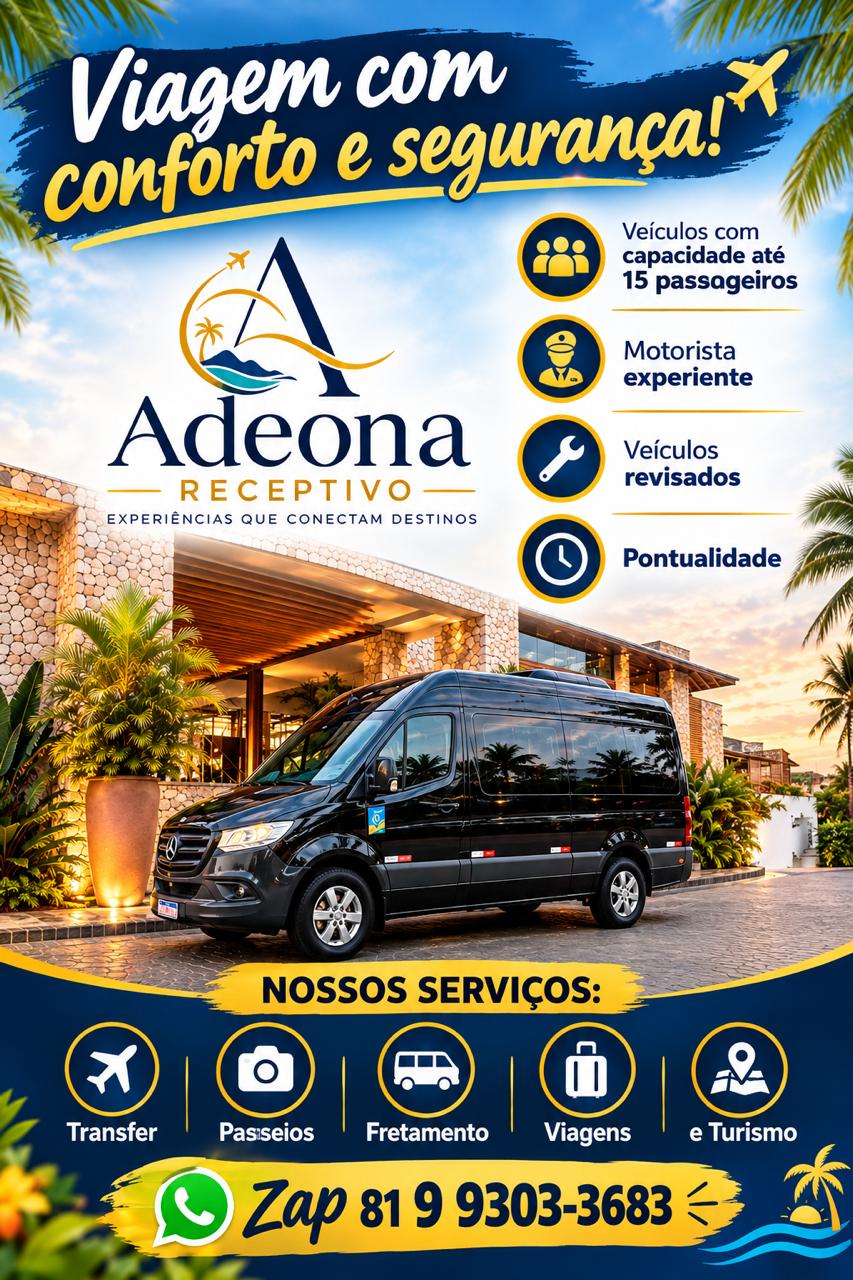 Viagem com
conforto e segurança!
Adeona
RECEPTIVO
EXPERIÊNCIAS QUE CONECTAM DESTINOS
Veículos com
capacidade até
15 passageiros
Motorista
experiente
Veículos
revisados
Pontualidade
NOSSOS SERVIÇOS:
Transfer
Passeios
Fretamento
Viagens
e Turismo
Zap 81 9 9303-3683